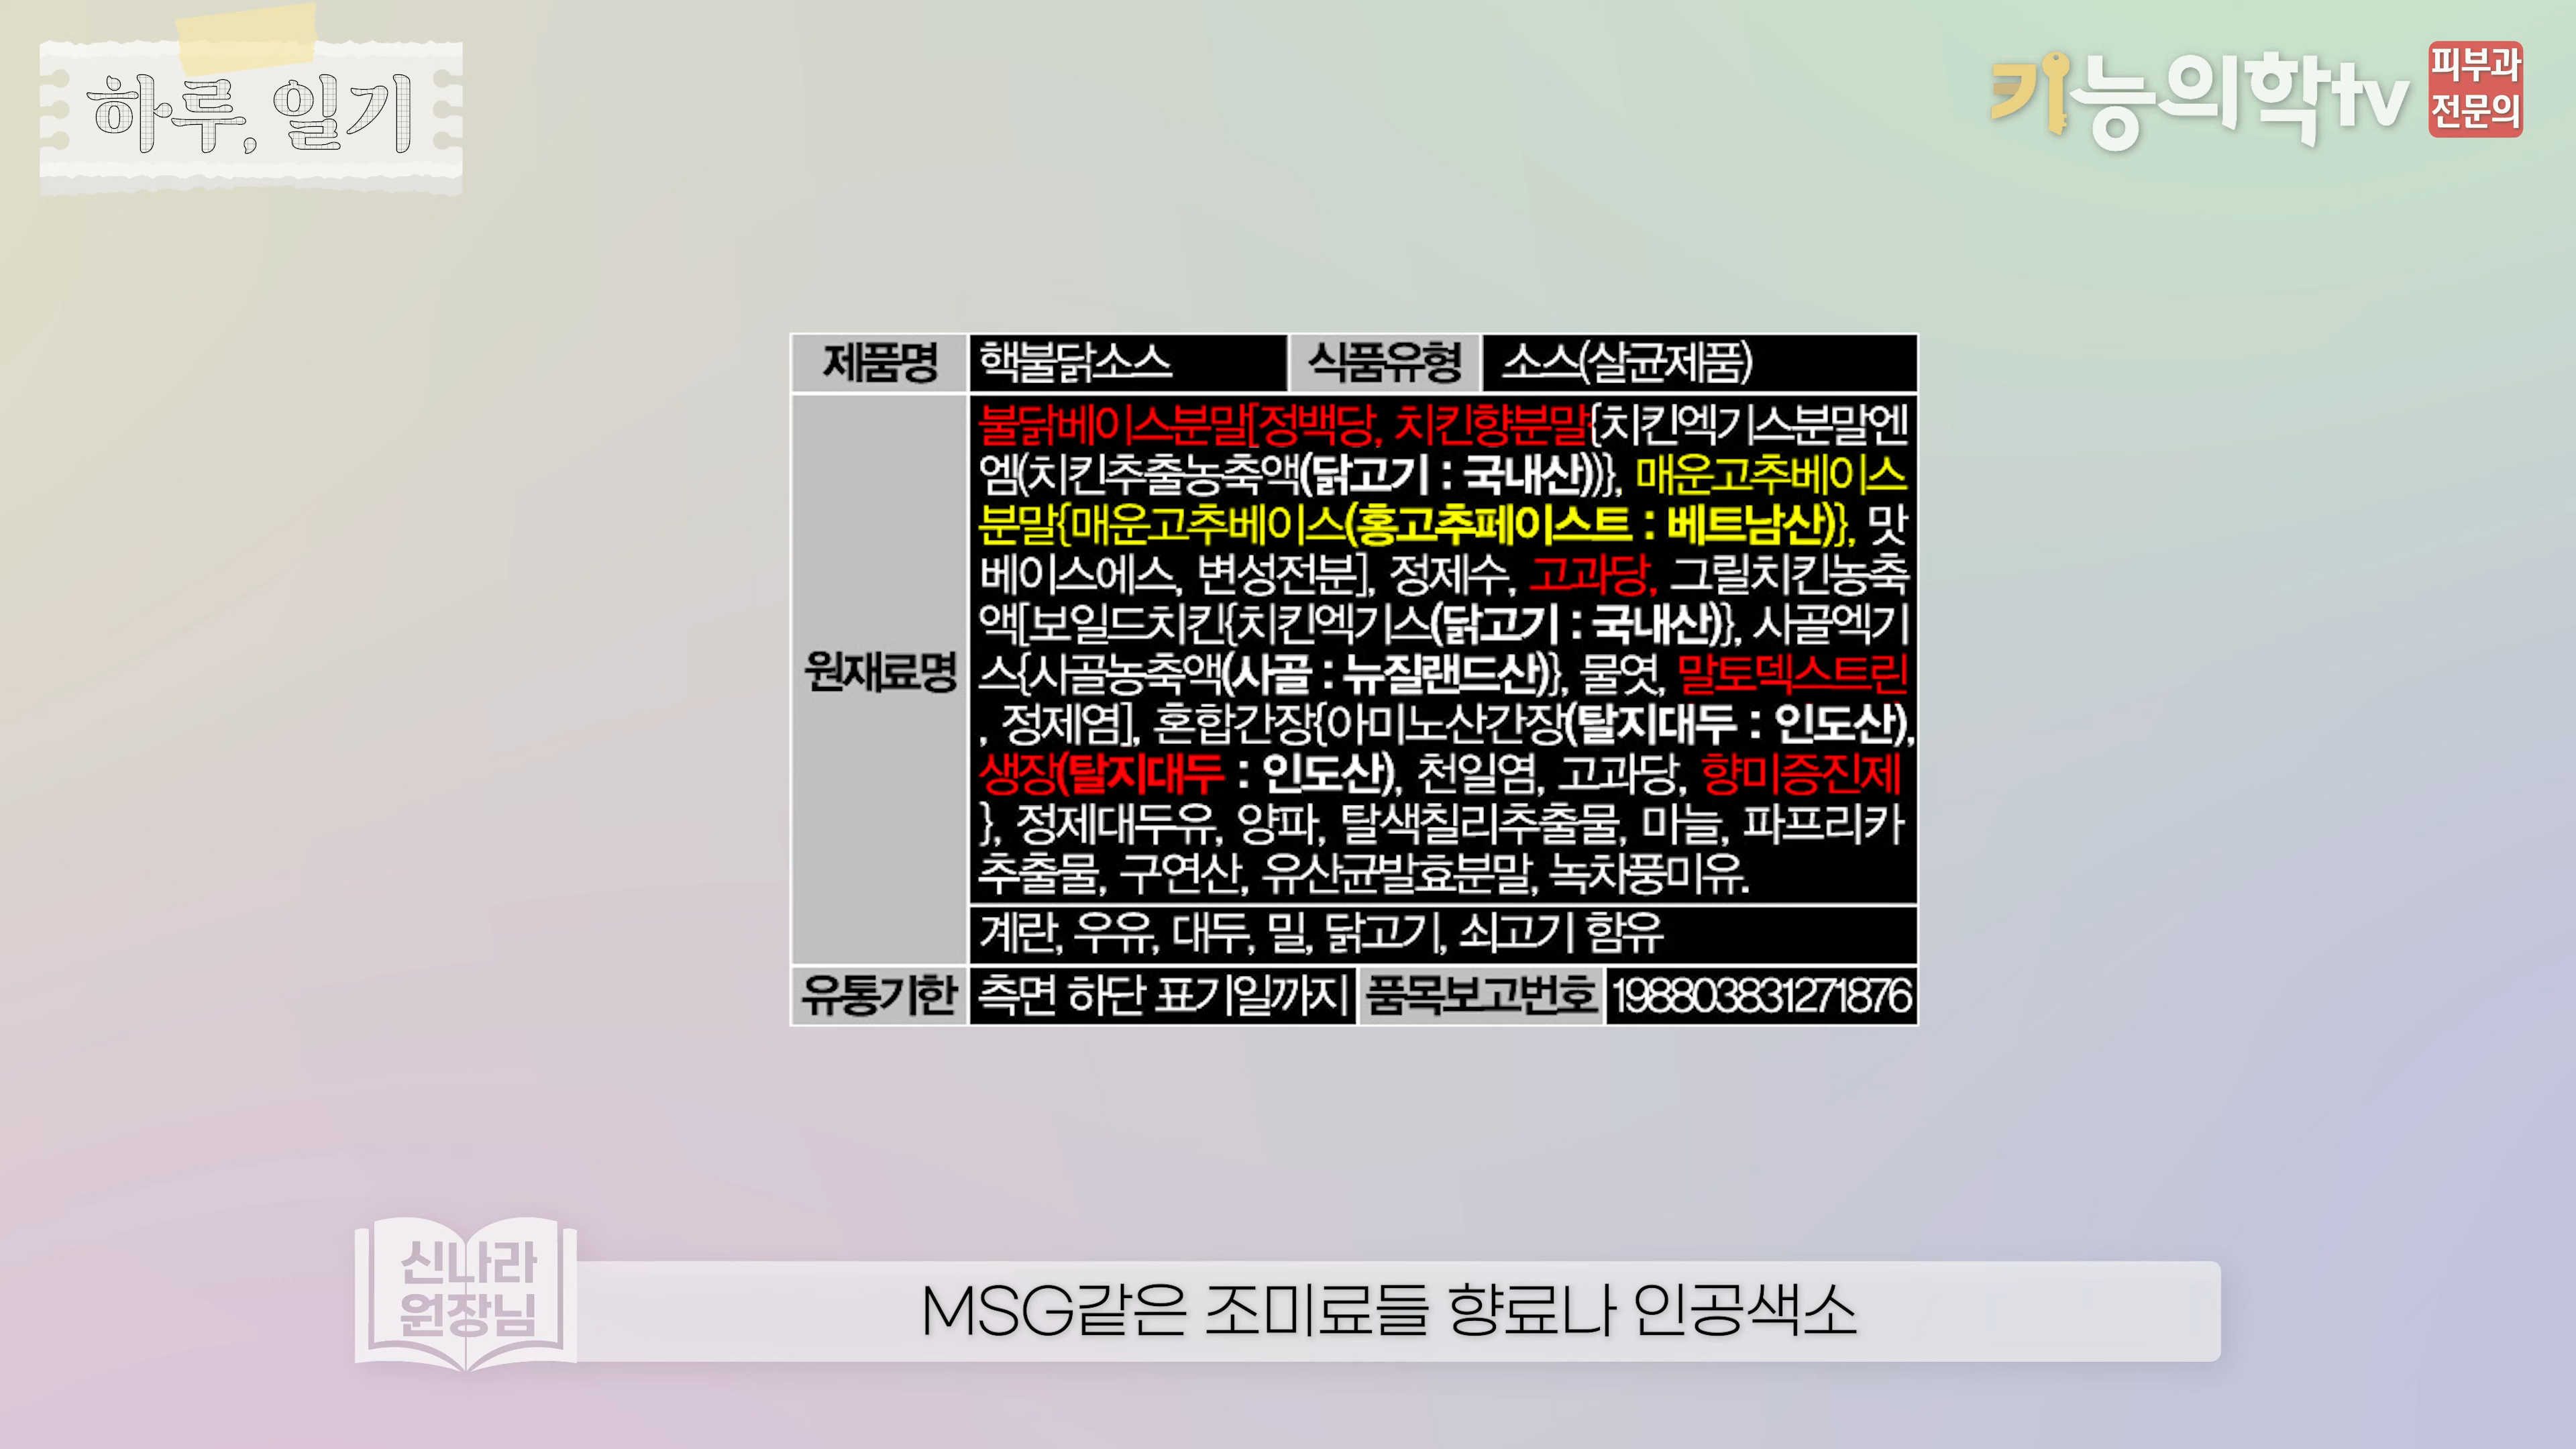 하루, 일기
키능의학tv
피부과
전문의
제품명 핵불닭소스 식품유형 소스(살균제품)
원재료명
불닭베이스분말[정백당, 치킨향분말{치킨엑기스분말엔
엠(치킨추출농축액(닭고기 : 국내산))}, 매운고추베이스
분말{매운고추베이스(홍고추페이스트 : 베트남산)}, 맛
베이스에스, 변성전분], 정제수, 고과당, 그릴치킨농축
액[보일드치킨{치킨엑기스(닭고기 : 국내산)}, 사골엑기
스{사골농축액(사골 : 뉴질랜드산)}, 물엿, 말토덱스트린
, 정제염], 혼합간장{아미노산간장(탈지대두 : 인도산),
생장(탈지대두 : 인도산), 천일염, 고과당, 향미증진제
}, 정제대두유, 양파, 탈색칠리추출물, 마늘, 파프리카
추출물, 구연산, 유산균발효분말, 녹차풍미유.
계란, 우유, 대두, 밀, 닭고기, 쇠고기 함유
유통기한 측면 하단 표기일까지 품목보고번호 198803831271876
신나라
원장님
MSG같은 조미료들 향료나 인공색소